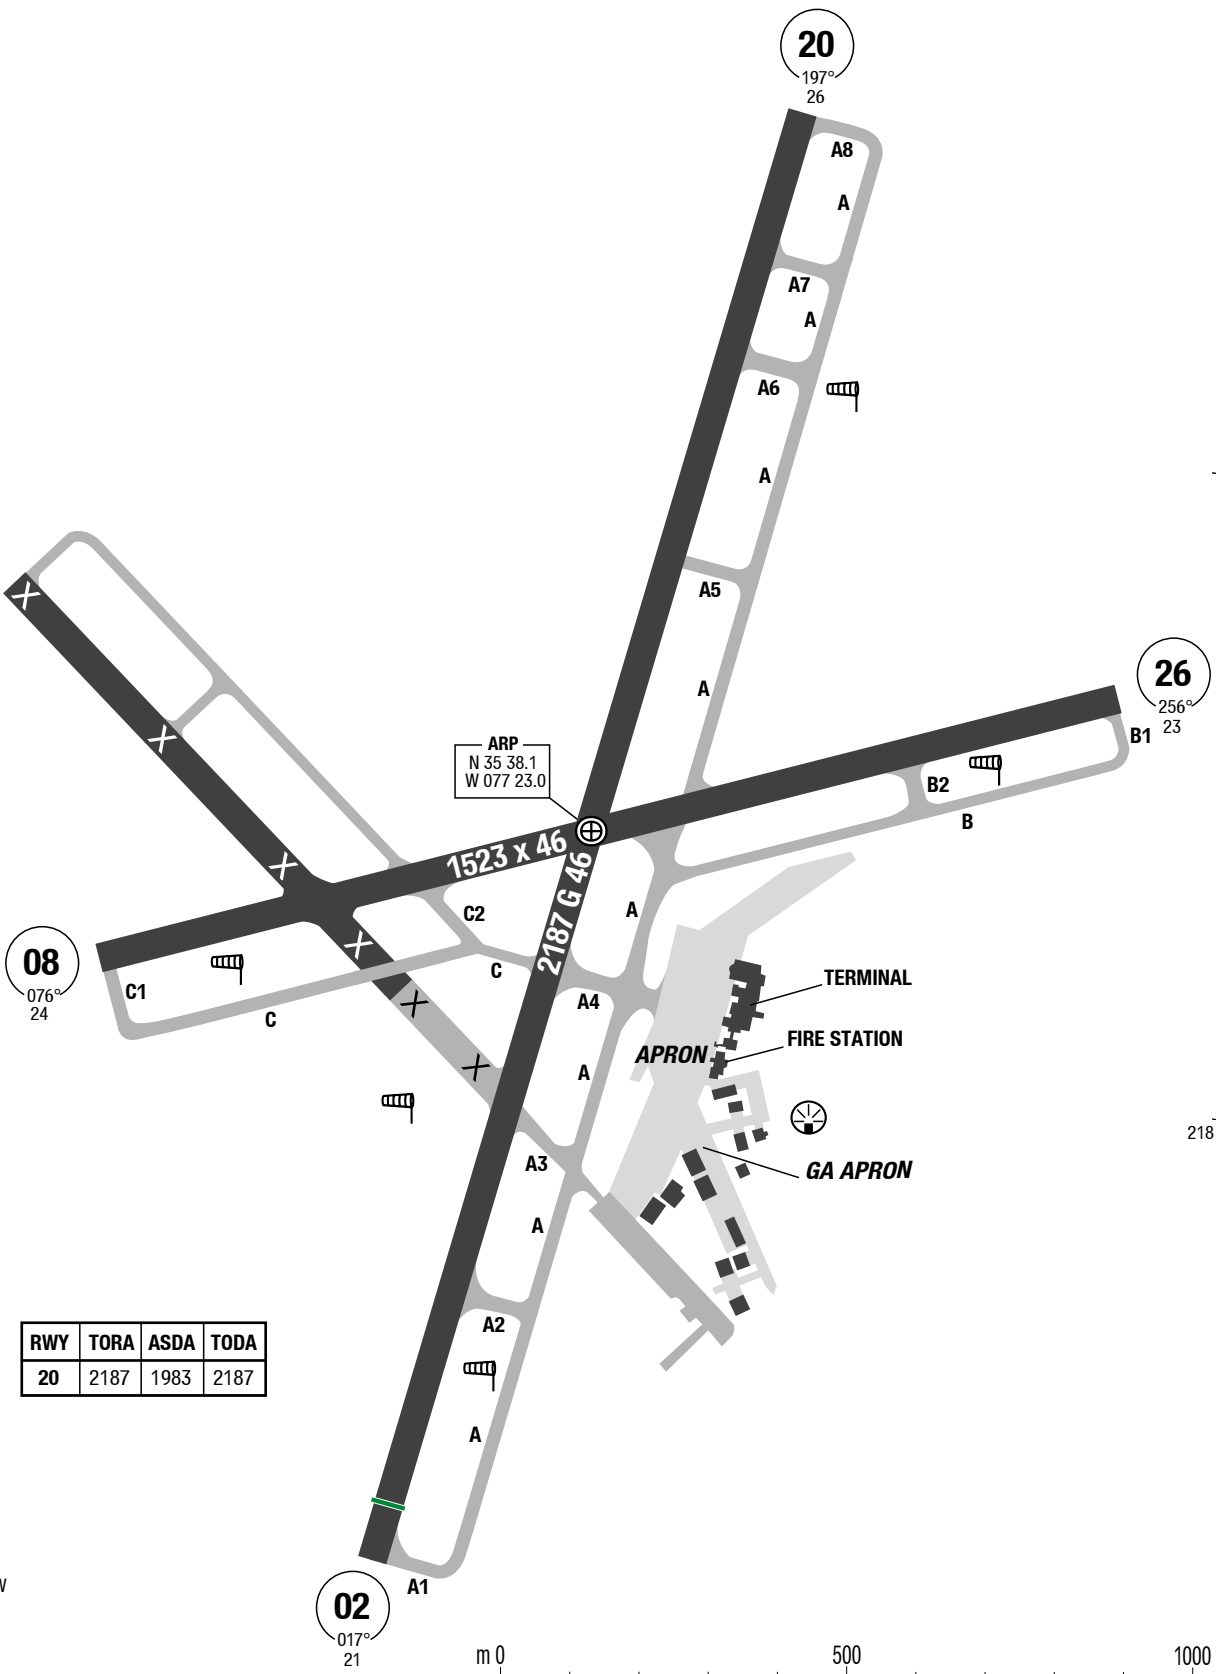 20
197°
26
A8
A
A7
A
A6
A
A5
A
26
256°
23
B1
ARP
N 35 38.1
W 077 23.0
B2
B
1523 x 46
2187 G 46
C2
A
08
076°
24
C1
C
C
A4
TERMINAL
FIRE STATION
APRON
A
218
GA APRON
A3
A
RWY TORA ASDA TODA
20 2187 1983 2187
A2
A
A1
02
017°
21
m 0 500 1000